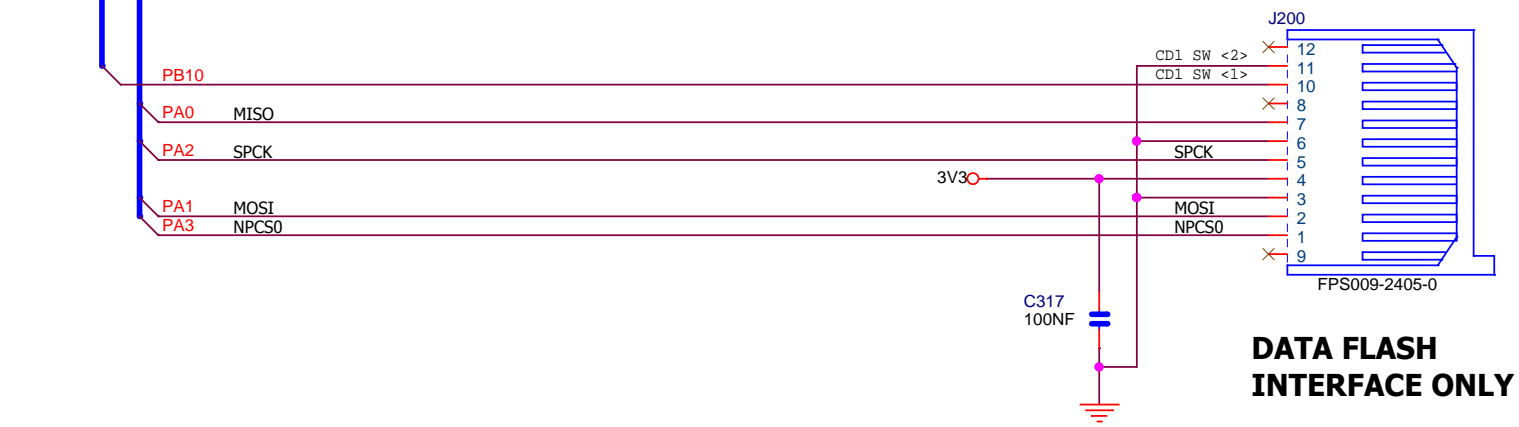 J200
12
CD1 SW <2>
11
PB10
CD1 SW <1>
10
8
PA0 MISO
7
6
PA2 SPCK SPCK
5
3V3
4
3
PA1 MOSI MOSI
2
PA3 NPCS0 NPCS0
1
9
FPS009-2405-0
C317
100NF
DATA FLASH
INTERFACE ONLY